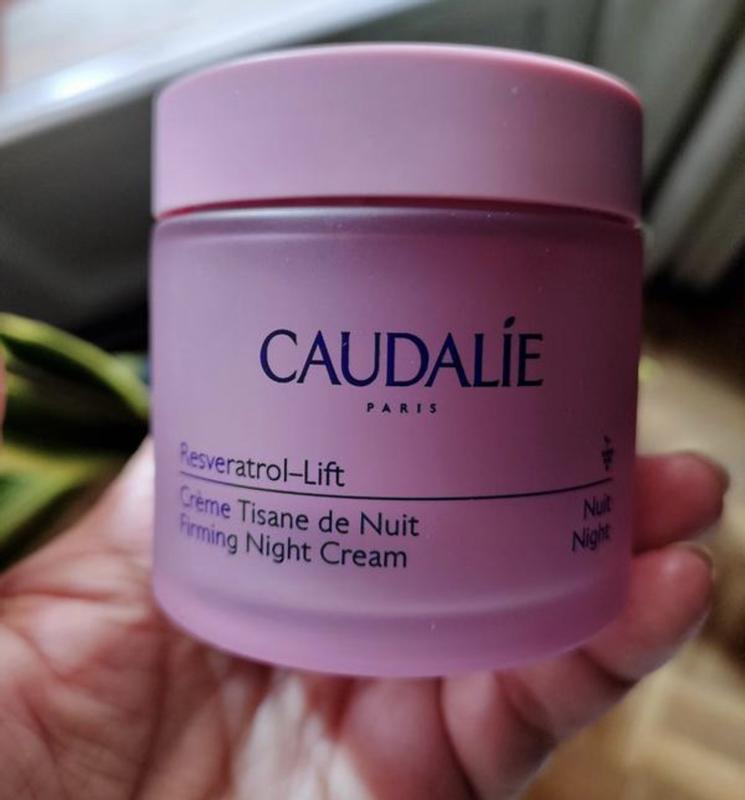 CAUDALÍE
PARIS
Resveratrol–Lift
Crème Tisane de Nuit
Firming Night Cream
Nuit
Night